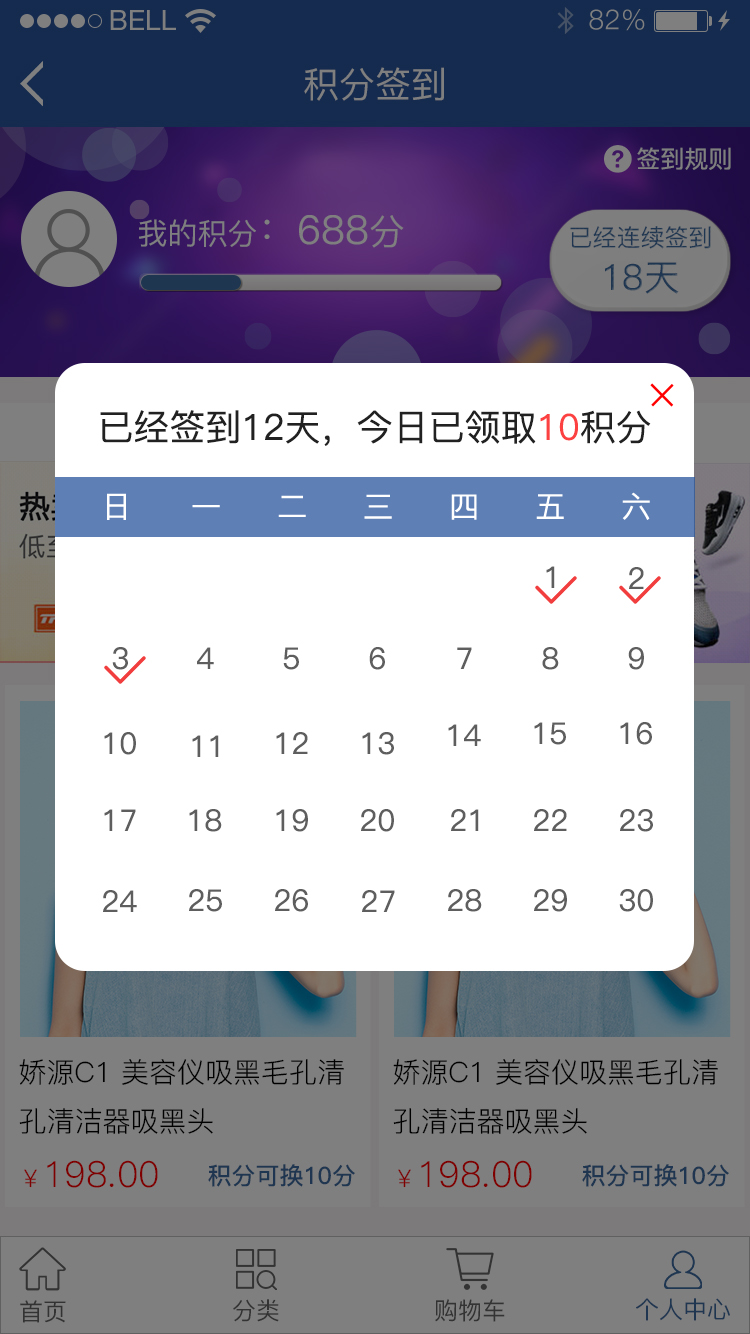 BELL
82%
积分签到
签到规则
我的积分： 688分
已经连续签到
18天
已经签到12天，今日已领取10积分
日 一 二 三 四 五 六
1 2
3 4 5 6 7 8 9
10 11 12 13 14 15 16
17 18 19 20 21 22 23
24 25 26 27 28 29 30
热
低至
娇源C1 美容仪吸黑毛孔清
孔清洁器吸黑头
¥198.00 积分可换10分
娇源C1 美容仪吸黑毛孔清
孔清洁器吸黑头
¥198.00 积分可换10分
首页 分类 购物车 个人中心